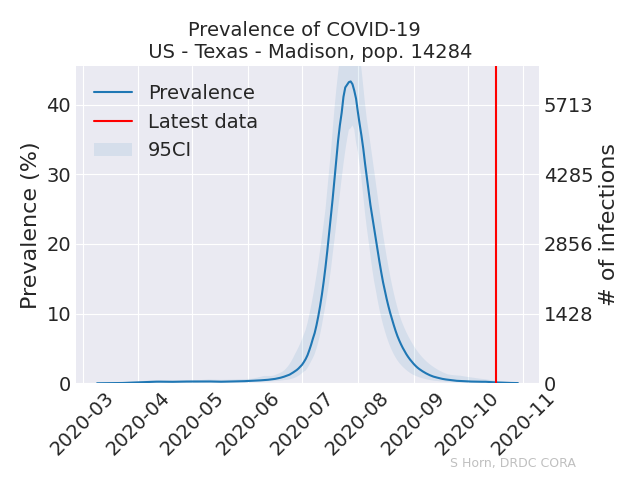 Prevalence of COVID-19
US - Texas - Madison, pop. 14284
Prevalence
Latest data
95CI
Prevalence (%)
40
30
20
10
0
5713
4285
2856
1428
0
# of infections
2020-03
2020-04
2020-05
2020-06
2020-07
2020-08
2020-09
2020-10
2020-11
S Horn, DRDC CORA